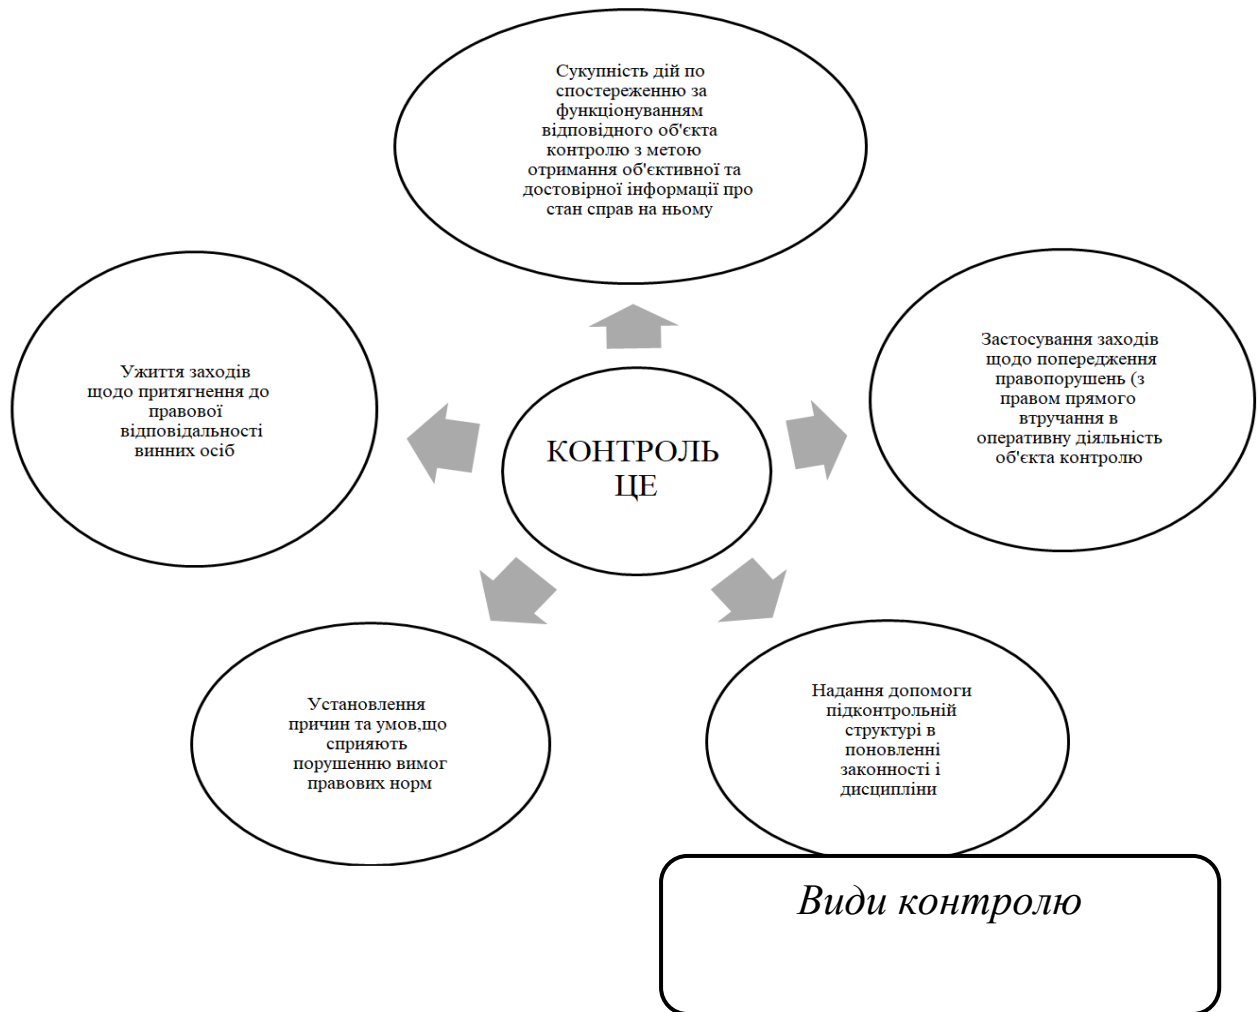 Сукупність дій по
спостереженню за
функціонуванням
відповідного об'єкта
контролю з метою
отримання об'єктивної та
достовірної інформації про
стан справ на ньому
Ужиття заходів
щодо притягнення до
правової
відповідальності
винних осіб
КОНТРОЛЬ
ЦЕ
Застосування заходів
щодо попередження
правопорушень (з
правом прямого
втручання в
оперативну діяльність
об'єкта контролю
Установлення
причин та умов,що
сприяють
порушенню вимог
правових норм
Надання допомоги
підконтрольній
структурі в
поновленні
законності і
дисципліни
Види контролю